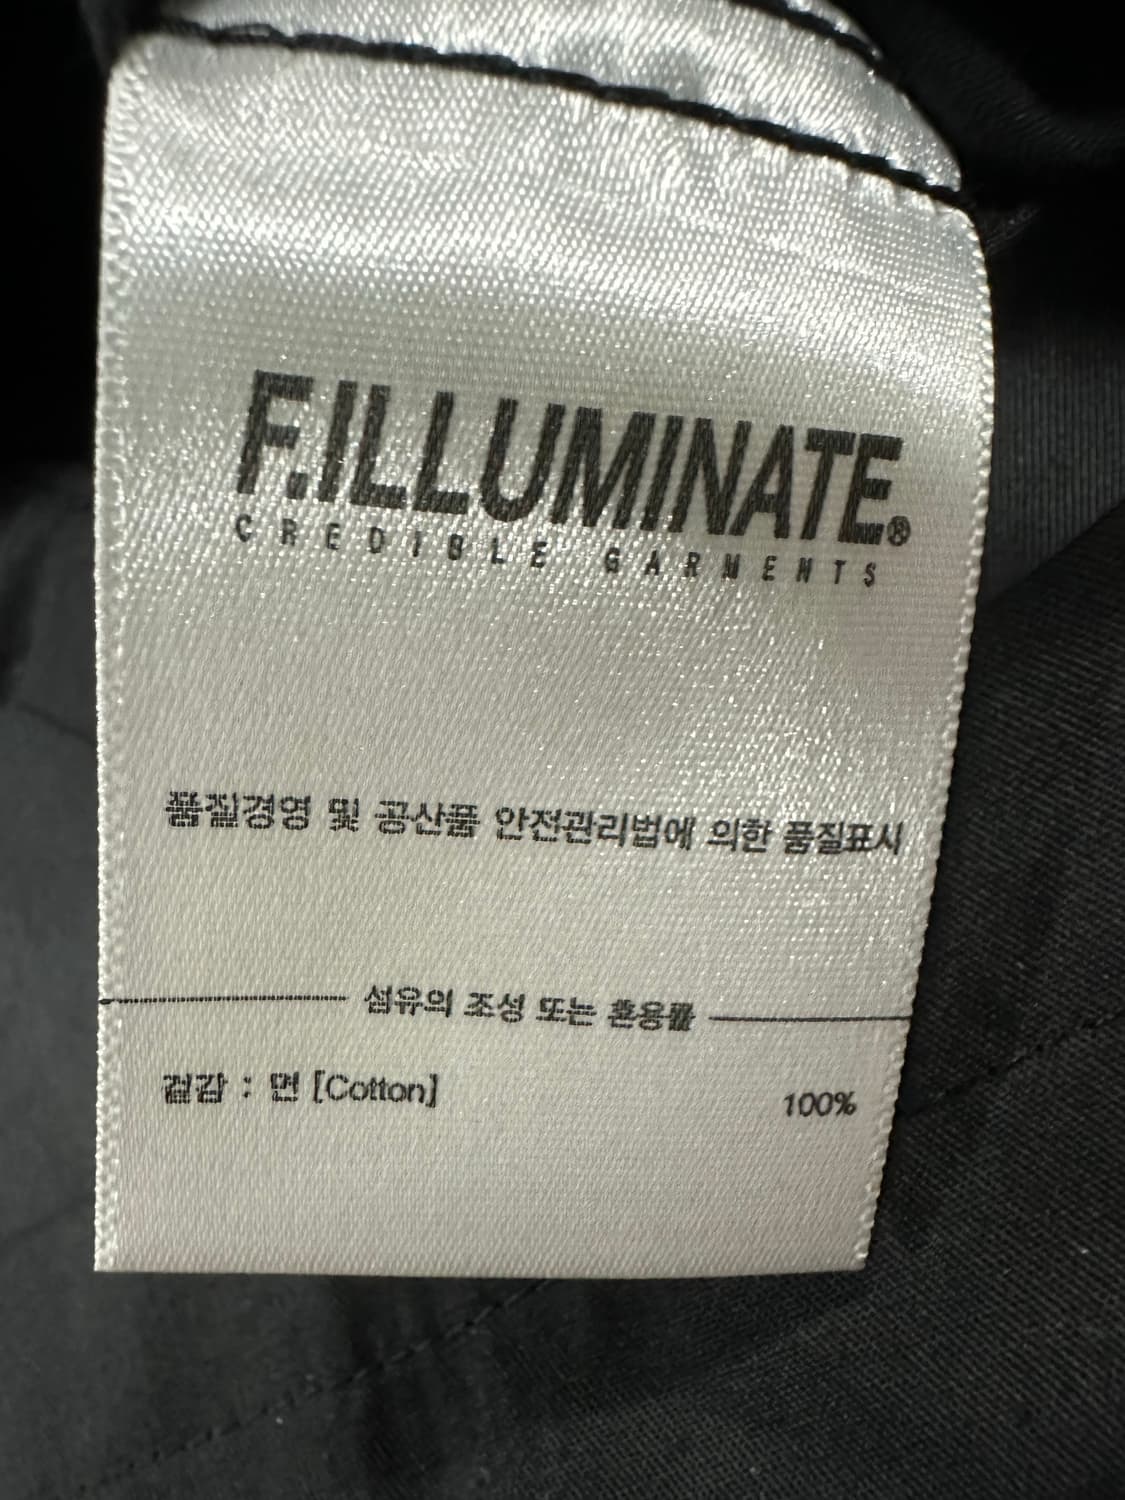 F.ILLUMINATE®
CREDIBLE GARMENTS
품질경영 및 공산품 안전관리법에 의한 품질표시
섬유의 조성 또는 혼용률
겉감 : 면 [Cotton] 100%